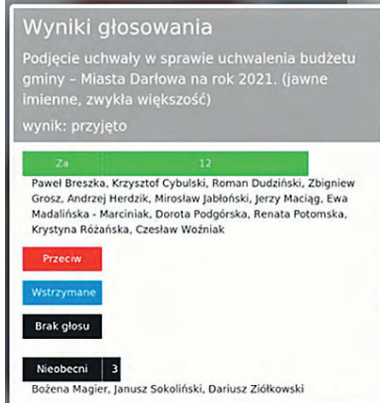 Wyniki głosowania
Podjęcie uchwały w sprawie uchwalenia budżetu
gminy – Miasta Darłowa na rok 2021. (jawne
imienne, zwykła większość)
wynik: przyjęto
Za 12
Paweł Breszka, Krzysztof Cybulski, Roman Dudziński, Zbigniew
Grosz, Andrzej Herdzik, Mirosław Jabłoński, Jerzy Maciąg, Ewa
Madalińska - Marciniak, Dorota Podgórska, Renata Potomska,
Krystyna Różańska, Czesław Woźniak
Przeciw
Wstrzymane
Brak głosu
Nieobecni 3
Bożena Magier, Janusz Sokoliński, Dariusz Ziółkowski